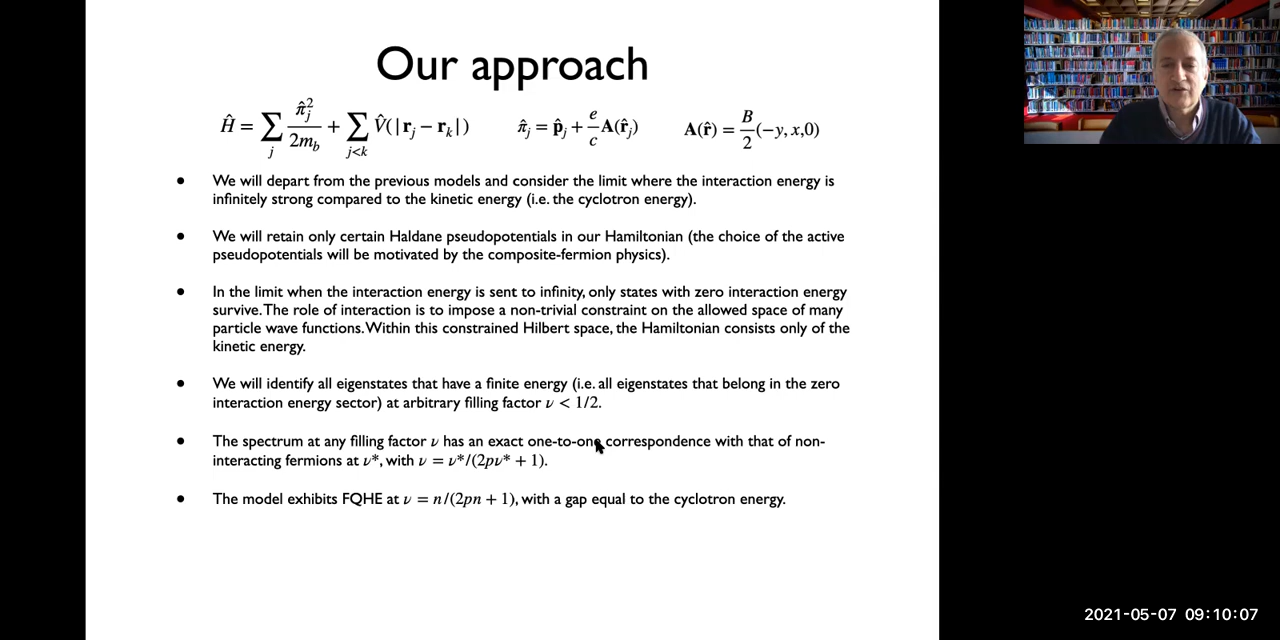 Our approach
Ĥ = ∑_j π̂_j²/2m_b + ∑_{j<k} V̂(|r_j − r_k|) π̂_j = p̂_j + e/c A(r̂_j) A(r̂) = B/2 (−y, x,0)
• We will depart from the previous models and consider the limit where the interaction energy is
infinitely strong compared to the kinetic energy (i.e. the cyclotron energy).
• We will retain only certain Haldane pseudopotentials in our Hamiltonian (the choice of the active
pseudopotentials will be motivated by the composite-fermion physics).
• In the limit when the interaction energy is sent to infinity, only states with zero interaction energy
survive. The role of interaction is to impose a non-trivial constraint on the allowed space of many
particle wave functions. Within this constrained Hilbert space, the Hamiltonian consists only of the
kinetic energy.
• We will identify all eigenstates that have a finite energy (i.e. all eigenstates that belong in the zero
interaction energy sector) at arbitrary filling factor ν < 1/2.
• The spectrum at any filling factor ν has an exact one-to-one correspondence with that of non-
interacting fermions at ν*, with ν = ν*/(2pν* + 1).
• The model exhibits FQHE at ν = n/(2pn + 1), with a gap equal to the cyclotron energy.
2021-05-07 09:10:07